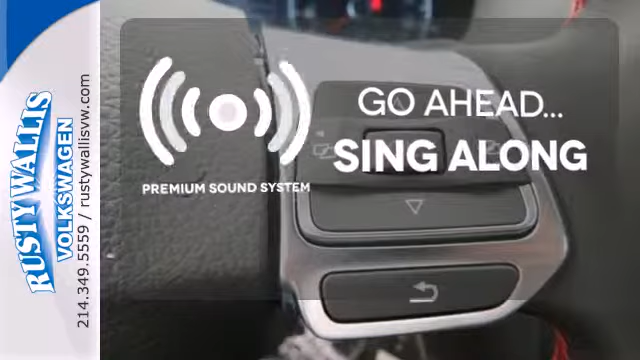 RUSTY WALLIS
VOLKSWAGEN
214.349.5559 / rustywallisvw.com
PREMIUM SOUND SYSTEM
GO AHEAD...
SING ALONG